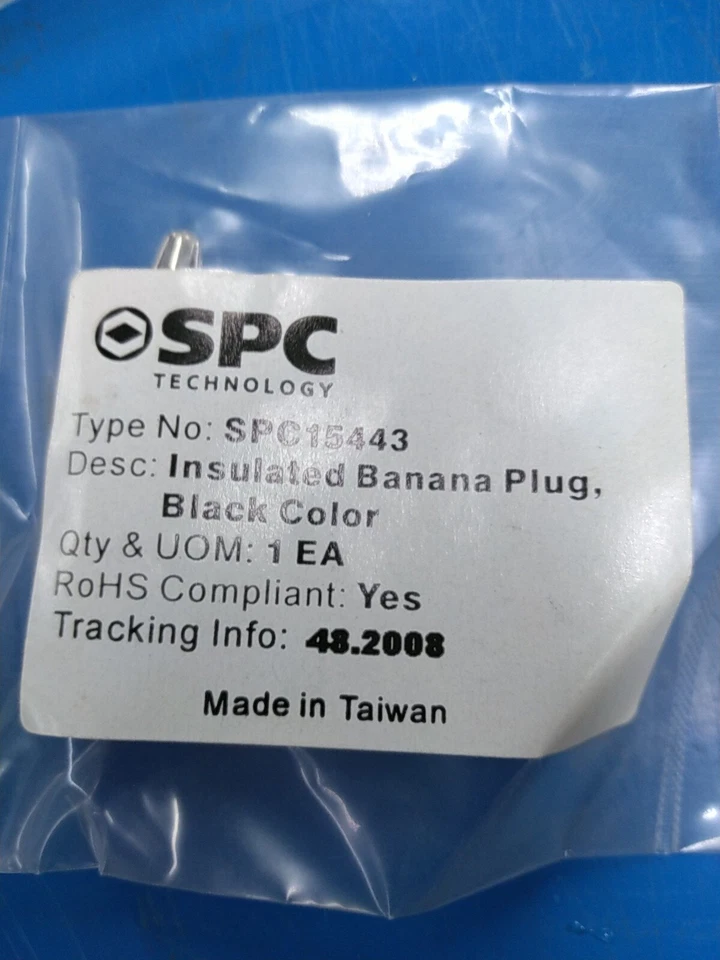 SPC
TECHNOLOGY
Type No: SPC15443
Desc: Insulated Banana Plug,
Black Color
Qty & UOM: 1 EA
RoHS Compliant: Yes
Tracking Info: 48.2008
Made in Taiwan